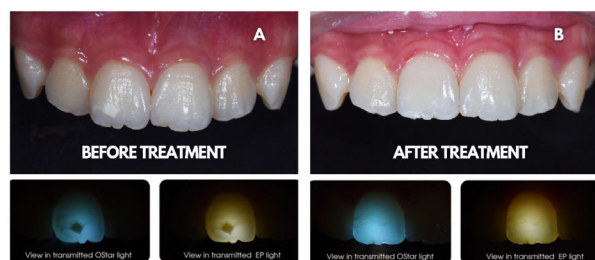 A
B
BEFORE TREATMENT
AFTER TREATMENT
View in transmitted OStar light
View in transmitted EP light
View in transmitted OStar light
View in transmitted EP light